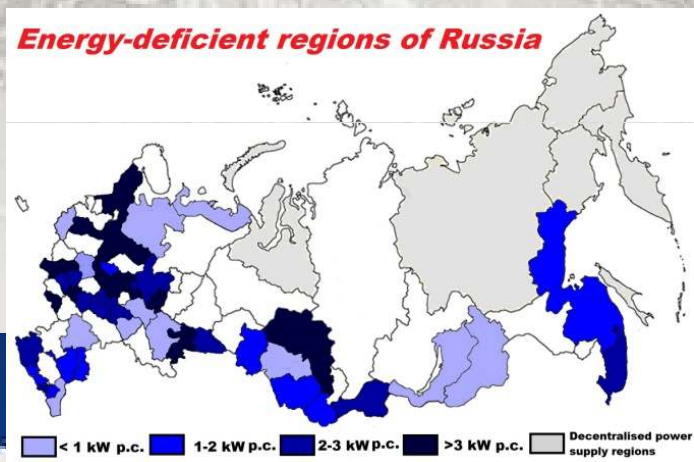 Energy-deficient regions of Russia
< 1 kW p.c. 1-2 kW p.c. 2-3 kW p.c. >3 kW p.c. Decentralised power
supply regions